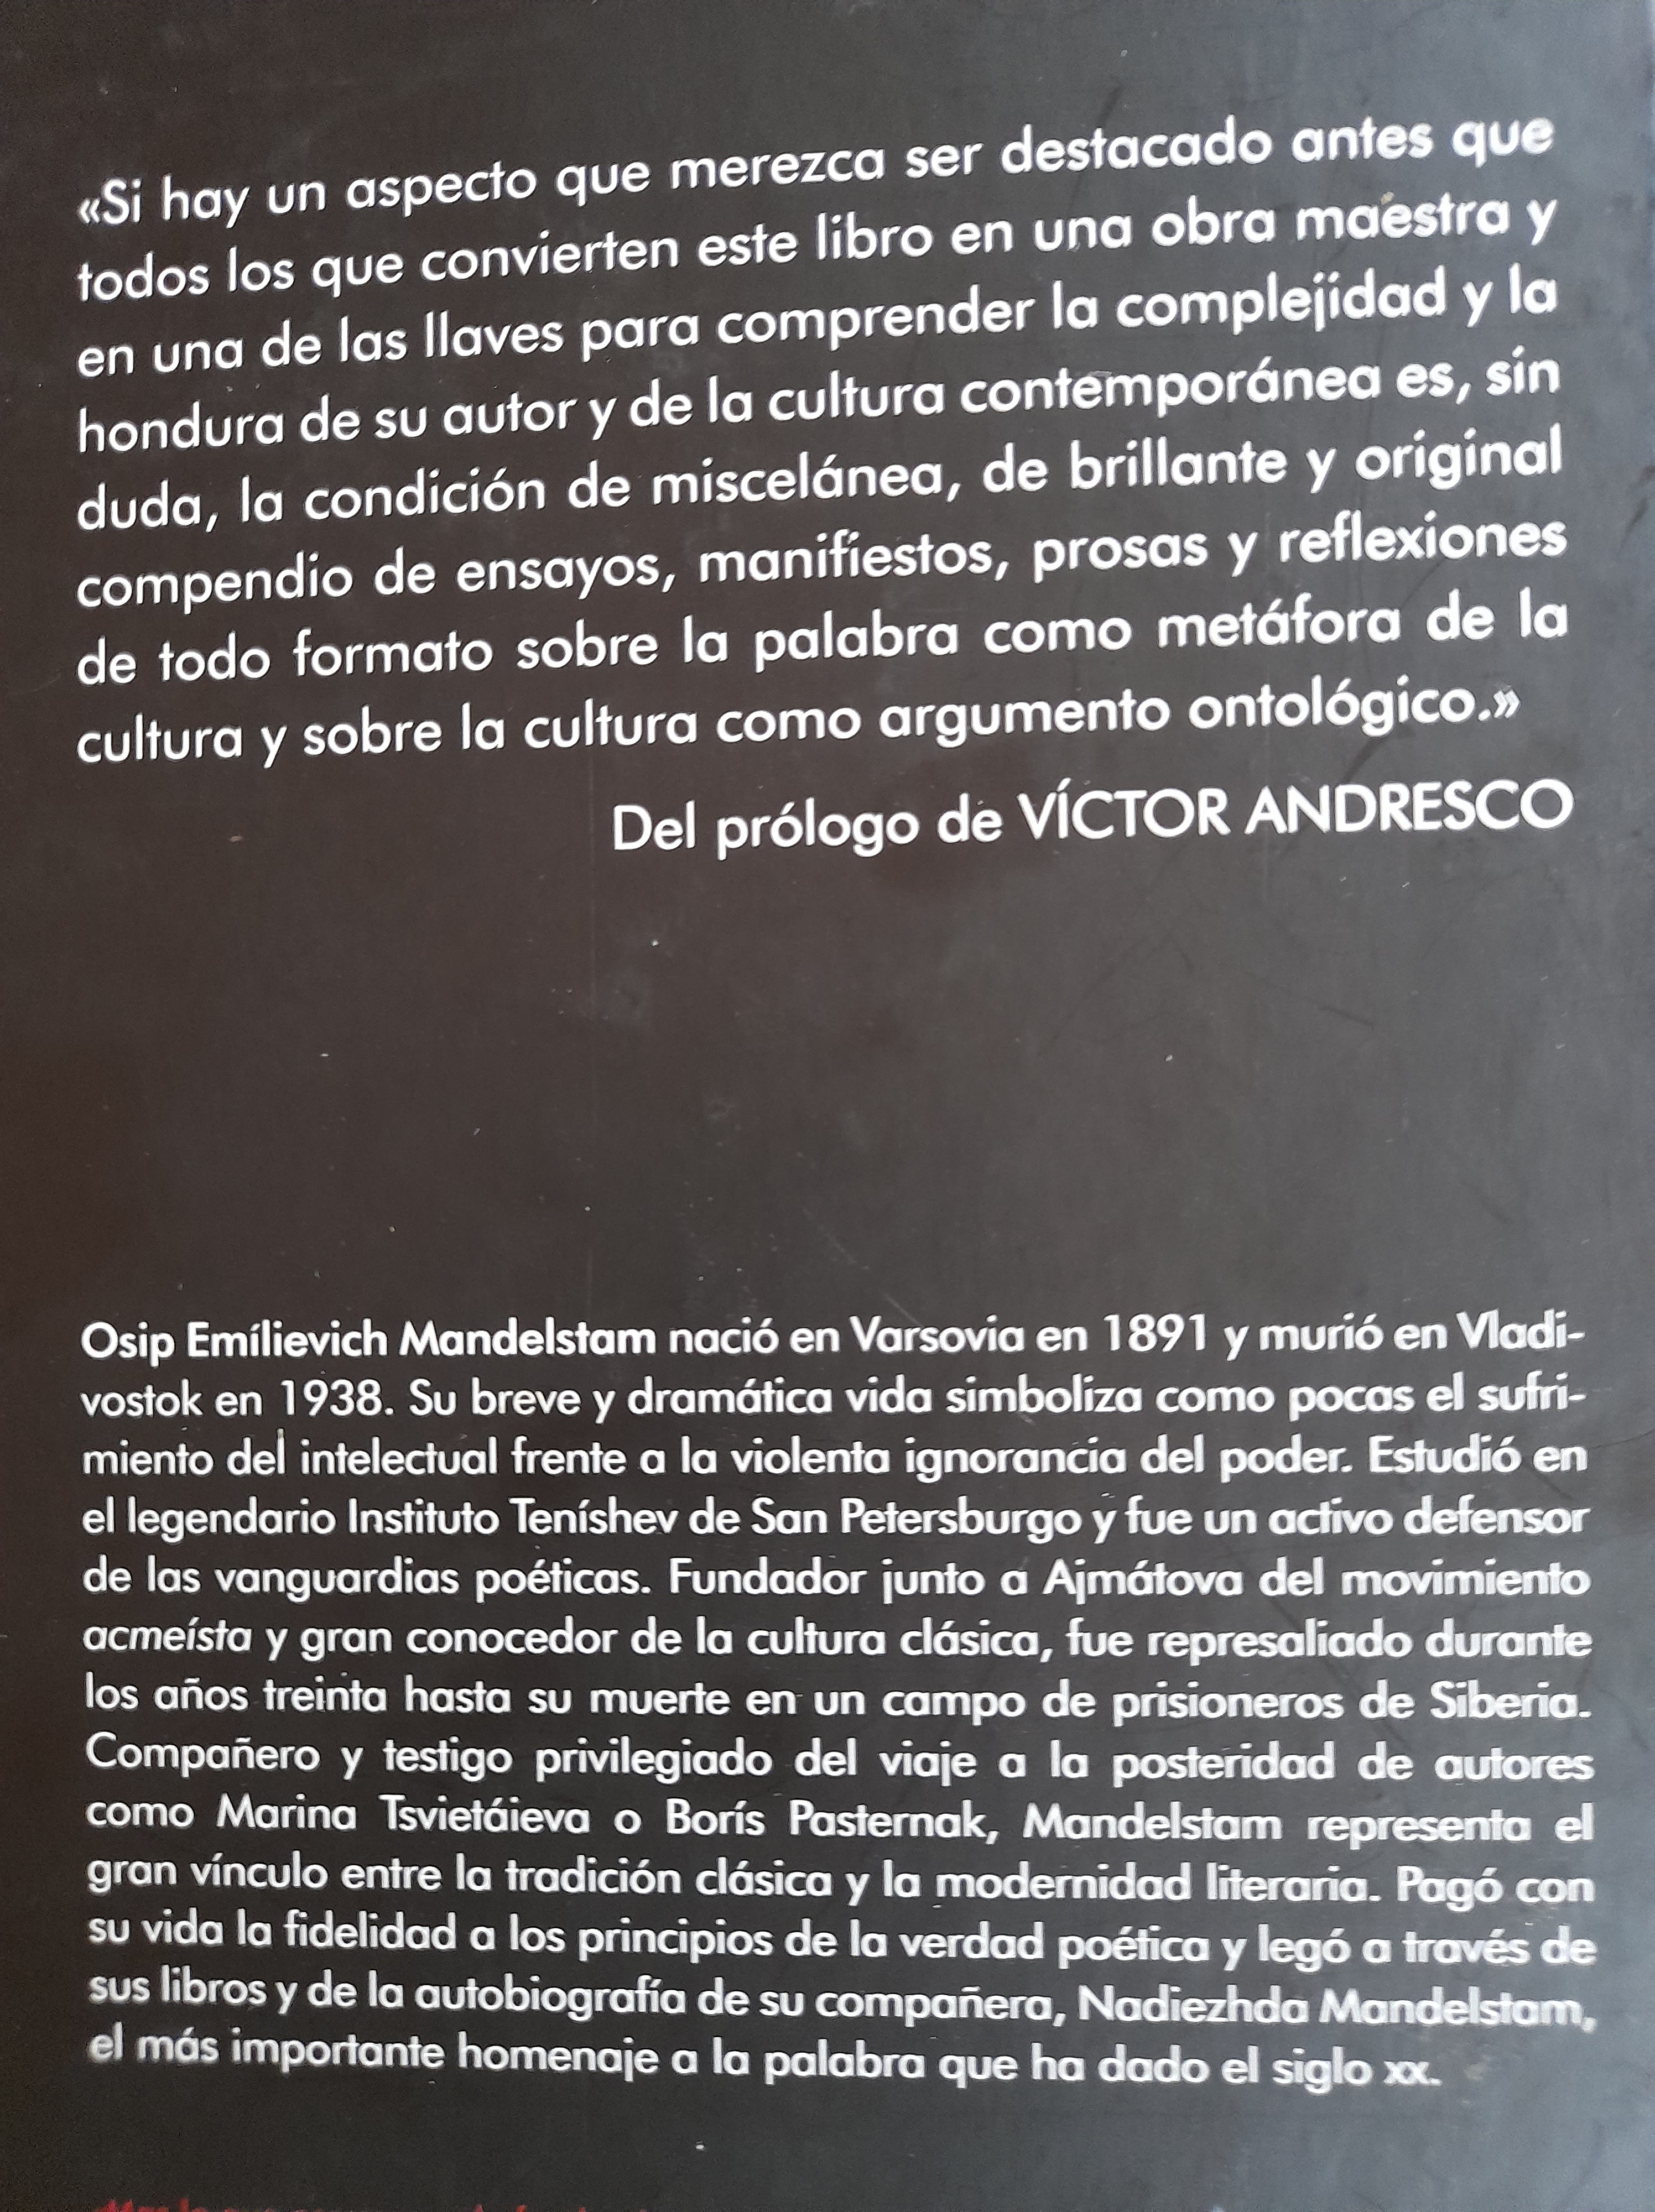 «Si hay un aspecto que merezca ser destacado antes que
todos los que convierten este libro en una obra maestra y
en una de las llaves para comprender la complejidad y la
hondura de su autor y de la cultura contemporánea es, sin
duda, la condición de miscelánea, de brillante y original
compendio de ensayos, manifiestos, prosas y reflexiones
de todo formato sobre la palabra como metáfora de la
cultura y sobre la cultura como argumento ontológico.»
Del prólogo de VÍCTOR ANDRESCO
Osip Emílievich Mandelstam nació en Varsovia en 1891 y murió en Vladi-
vostok en 1938. Su breve y dramática vida simboliza como pocas el sufri-
miento del intelectual frente a la violenta ignorancia del poder. Estudió en
el legendario Instituto Teníshev de San Petersburgo y fue un activo defensor
de las vanguardias poéticas. Fundador junto a Ajmátova del movimiento
acmeísta y gran conocedor de la cultura clásica, fue represaliado durante
los años treinta hasta su muerte en un campo de prisioneros de Siberia.
Compañero y testigo privilegiado del viaje a la posteridad de autores
como Marina Tsvietáieva o Borís Pasternak, Mandelstam representa el
gran vínculo entre la tradición clásica y la modernidad literaria. Pagó con
su vida la fidelidad a los principios de la verdad poética y legó a través de
sus libros y de la autobiografía de su compañera, Nadiezhda Mandelstam,
el más importante homenaje a la palabra que ha dado el siglo xx.